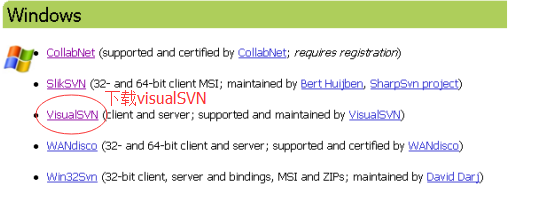 Windows
CollabNet (supported and certified by CollabNet; requires registration)
SlikSVN (32- and 64-bit client MSI; maintained by Bert Huijben, SharpSvn project)
下载visualSVN
VisualSVN (client and server; supported and maintained by VisualSVN)
WANdisco (32- and 64-bit client and server; supported and certified by WANdisco)
Win32Svn (32-bit client, server and bindings, MSI and ZIPs; maintained by David Darj)